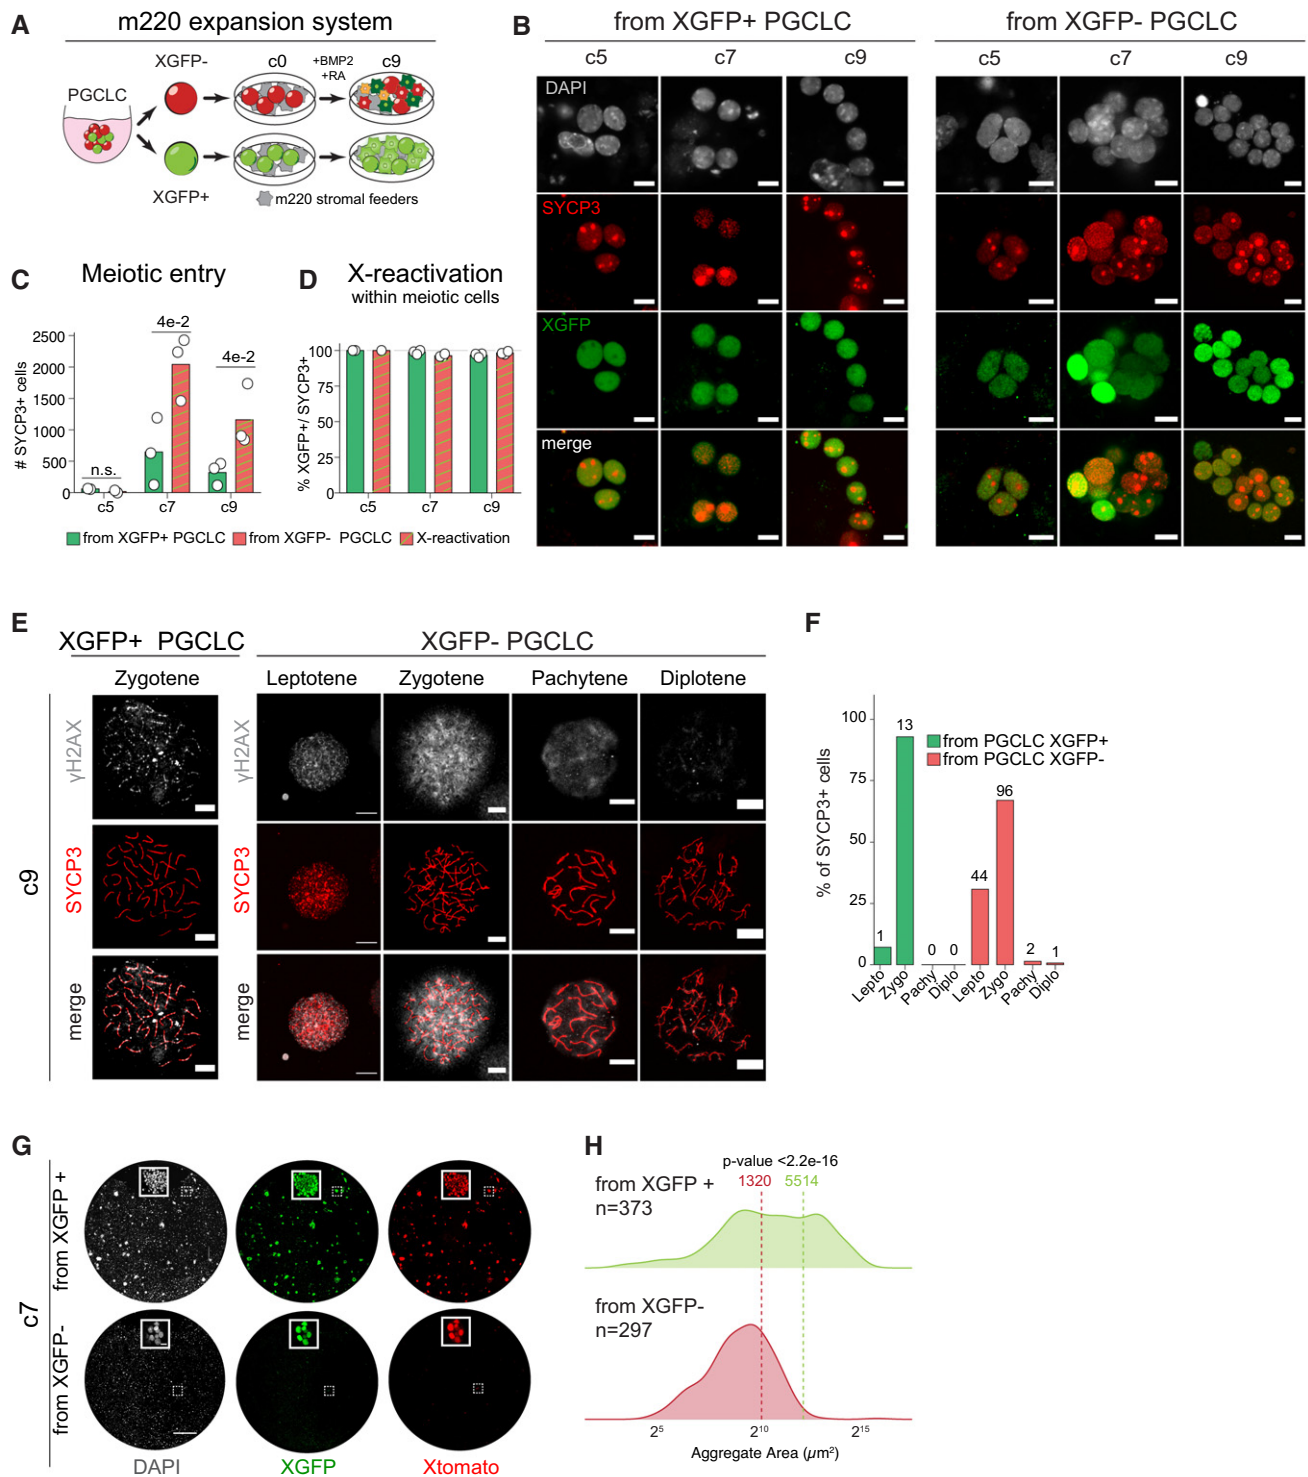 A
m220 expansion system
XGFP-
c0
+BMP2
+RA
c9
PGCLC
XGFP+
m220 stromal feeders
B
from XGFP+ PGCLC
from XGFP- PGCLC
c5
c7
c9
c5
c7
c9
DAPI
SYCP3
XGFP
merge
C
Meiotic entry
# SYCP3+ cells
2500
2000
1500
1000
500
0
n.s.
4e-2
4e-2
c5
c7
c9
D
X-reactivation
within meiotic cells
% XGFP+/ SYCP3+
100
75
50
25
0
c5
c7
c9
from XGFP+ PGCLC
from XGFP- PGCLC
X-reactivation
E
XGFP+ PGCLC
XGFP- PGCLC
Zygotene
Leptotene
Zygotene
Pachytene
Diplotene
c9
γH2AX
SYCP3
merge
γH2AX
SYCP3
merge
F
% of SYCP3+ cells
100
75
50
25
0
1
13
0
0
44
96
2
1
from PGCLC XGFP+
from PGCLC XGFP-
Lepto
Zygo
Pachy
Diplo
Lepto
Zygo
Pachy
Diplo
G
c7
from XGFP +
from XGFP-
DAPI
XGFP
Xtomato
H
p-value <2.2e-16
1320
5514
from XGFP +
n=373
from XGFP-
n=297
2⁵
2¹⁰
2¹⁵
Aggregate Area (µm²)